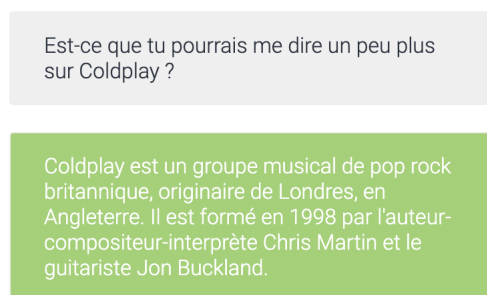 Est-ce que tu pourrais me dire un peu plus
sur Coldplay ?
Coldplay est un groupe musical de pop rock
britannique, originaire de Londres, en
Angleterre. Il est formé en 1998 par l'auteur-
compositeur-interprète Chris Martin et le
guitariste Jon Buckland.